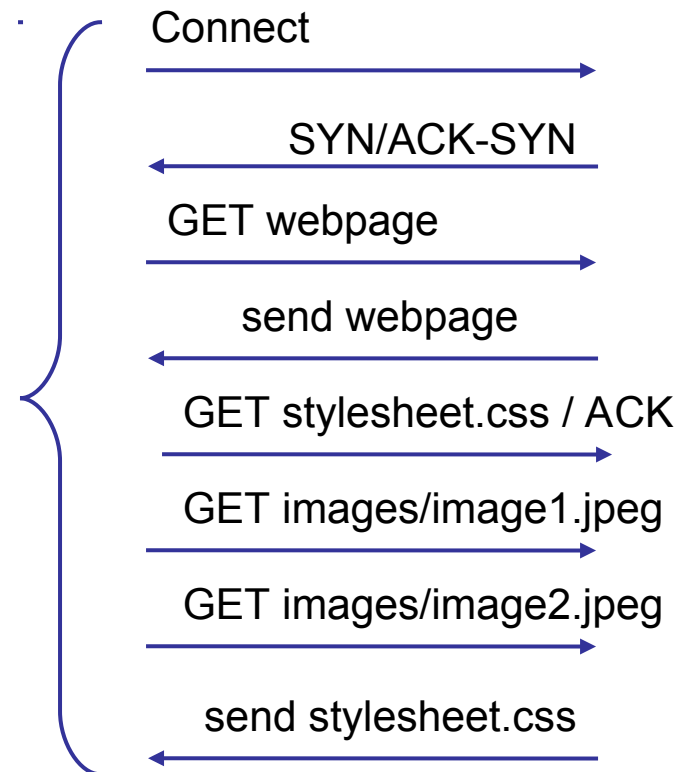 Connect
SYN/ACK-SYN
GET webpage
send webpage
GET stylesheet.css / ACK
GET images/image1.jpeg
GET images/image2.jpeg
send stylesheet.css